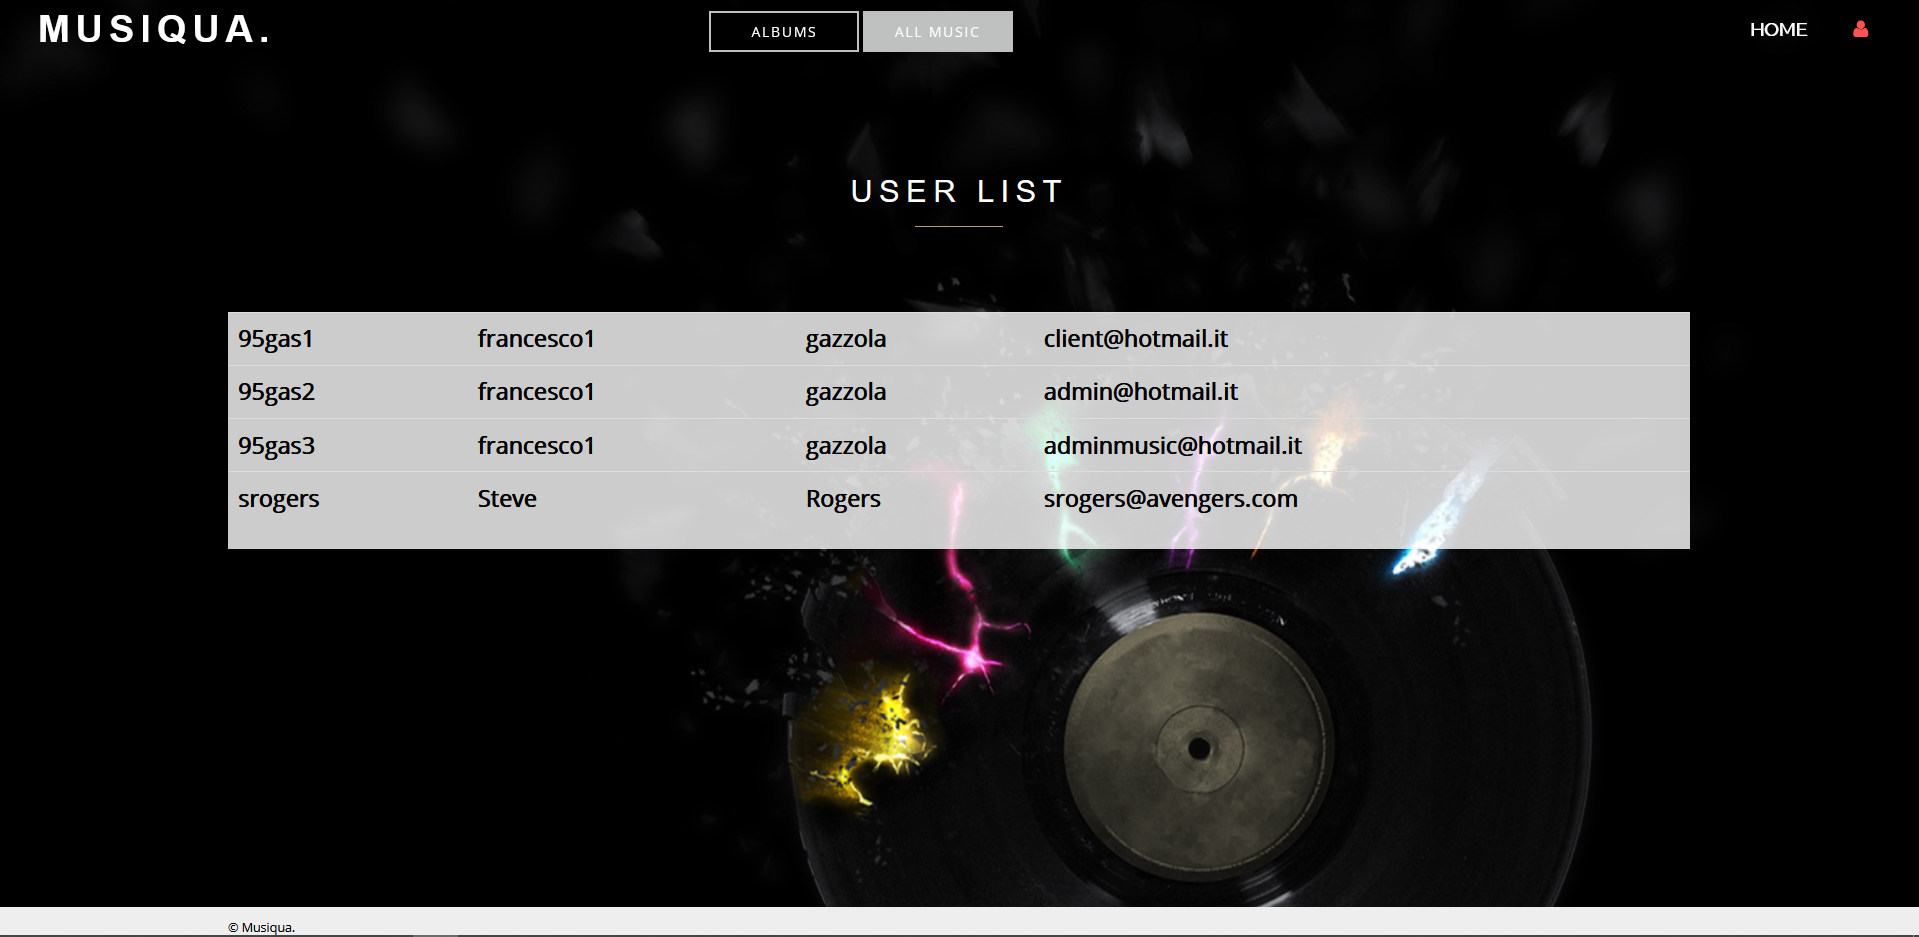 MUSIQUA.
ALBUMS
ALL MUSIC
HOME
USER LIST
95gas1 francesco1 gazzola client@hotmail.it
95gas2 francesco1 gazzola admin@hotmail.it
95gas3 francesco1 gazzola adminmusic@hotmail.it
srogers Steve Rogers srogers@avengers.com
© Musiqua.